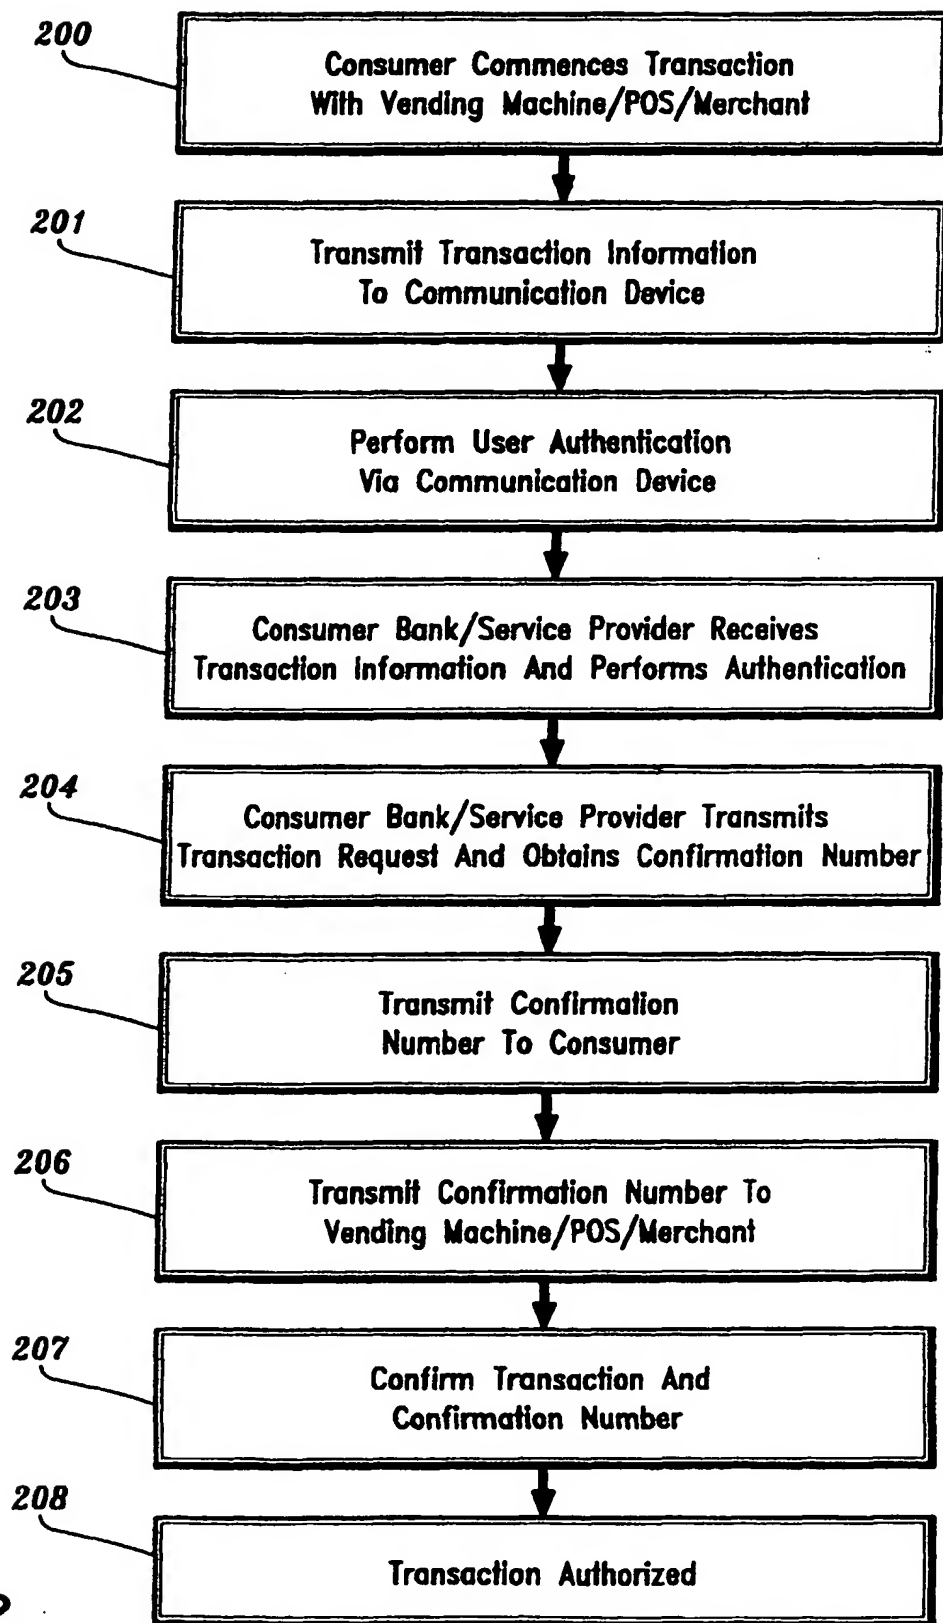 200
Consumer Commences Transaction
With Vending Machine/POS/Merchant
201
Transmit Transaction Information
To Communication Device
202
Perform User Authentication
Via Communication Device
203
Consumer Bank/Service Provider Receives
Transaction Information And Performs Authentication
204
Consumer Bank/Service Provider Transmits
Transaction Request And Obtains Confirmation Number
205
Transmit Confirmation
Number To Consumer
206
Transmit Confirmation Number To
Vending Machine/POS/Merchant
207
Confirm Transaction And
Confirmation Number
208
Transaction Authorized